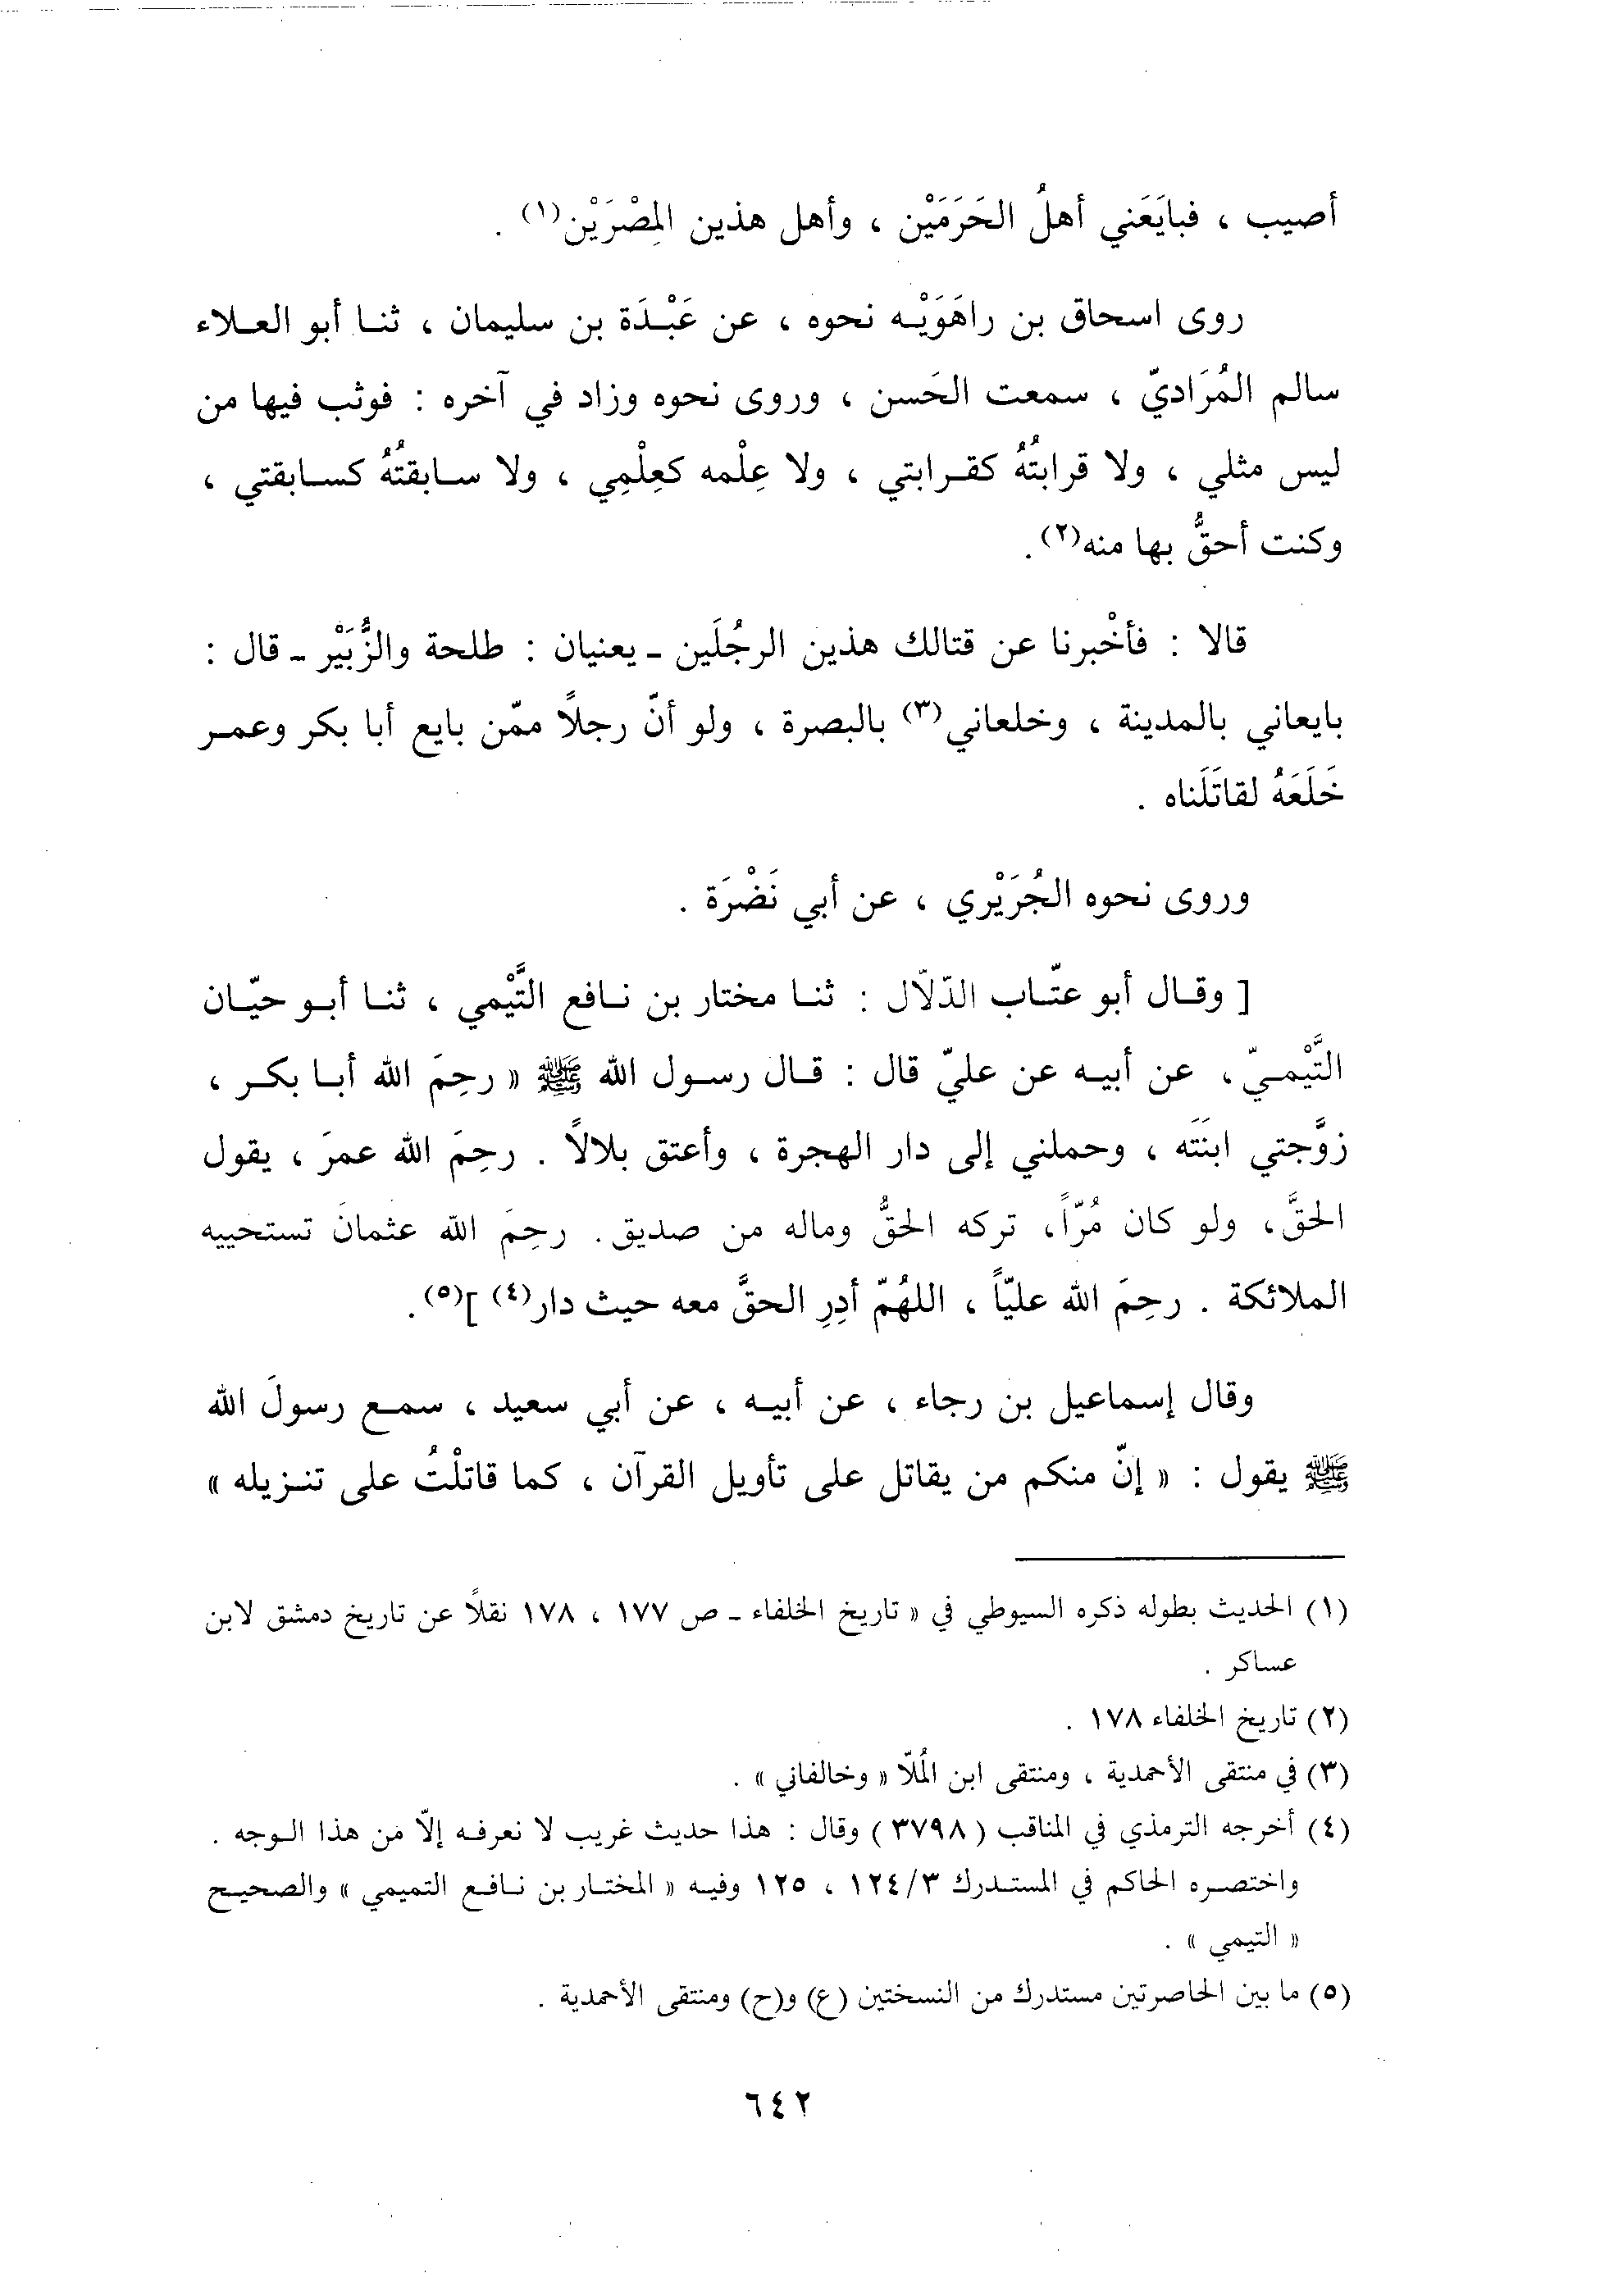 أصيب ، فبايَعَني أهلُ الحَرَمَيْن ، وأهل هذين المِصْرَيْن(١) .
روى اسحاق بن راهَوَيْـه نحوه ، عن عَبْـدَة بن سليمان ، ثنـا أبو العـلاء
سالم المُرَاديّ ، سمعت الحَسن ، وروى نحوه وزاد في آخره : فوثب فيها من
ليس مثلي ، ولا قرابتُهُ كقـرابتي ، ولا عِلْمه كعِلْمِي ، ولا سـابقتُهُ كسـابقتي ،
وكنت أحقُّ بها منه(٢) .
قالا : فأخْبرنا عن قتالك هذين الرجُلَين ـ يعنيان : طلحة والزُّبَيْر ـ قال :
بايعاني بالمدينة ، وخلعاني(٣) بالبصرة ، ولو أنّ رجلاً ممّن بايع أبا بكر وعمـر
خَلَعَهُ لقاتَلَناه .
وروى نحوه الجُرَيْري ، عن أبي نَضْرَة .
[ وقـال أبو عتّـاب الدّلّال : ثنـا مختار بن نـافع التَّيْمي ، ثنـا أبـو حيّـان
التَّيْمـيّ ، عن أبيـه عن عليّ قال : قـال رسـول الله ﷺ « رحِمَ الله أبـا بكـر ،
زوَّجتي ابنَتَه ، وحملني إلى دار الهجرة ، وأعتق بلالاً . رحِمَ الله عمرَ ، يقول
الحقَّ ، ولو كان مُرّاً ، تركه الحقُّ وماله من صديق . رحِمَ الله عثمانَ تستحييه
الملائكة . رحِمَ الله عليّاً ، اللهُمّ أدِرِ الحقَّ معه حيث دار(٤) ](٥) .
وقال إسماعيل بن رجاء ، عن أبيـه ، عن أبي سعيد ، سمـع رسولَ الله
ﷺ يقول : « إنّ منكم من يقاتل على تأويل القرآن ، كما قاتلْتُ على تنـزيله »
(١) الحديث بطوله ذكره السيوطي في « تاريخ الخلفاء ـ ص ١٧٧ ، ١٧٨ نقلاً عن تاريخ دمشق لابن
عساكر .
(٢) تاريخ الخلفاء ١٧٨ .
(٣) في منتقى الأحمدية ، ومنتقى ابن المُلّا « وخالفاني » .
(٤) أخرجه الترمذي في المناقب ( ٣٧٩٨ ) وقال : هذا حديث غريب لا نعرفـه إلّا من هذا الـوجه .
واختصـره الحاكم في المستـدرك ١٢٤/٣ ، ١٢٥ وفيـه « المختـار بن نـافـع التميمي » والصحيـح
« التيمي » .
(٥) ما بين الحاصرتين مستدرك من النسختين (ع) و(ح) ومنتقى الأحمدية .
٦٤٢